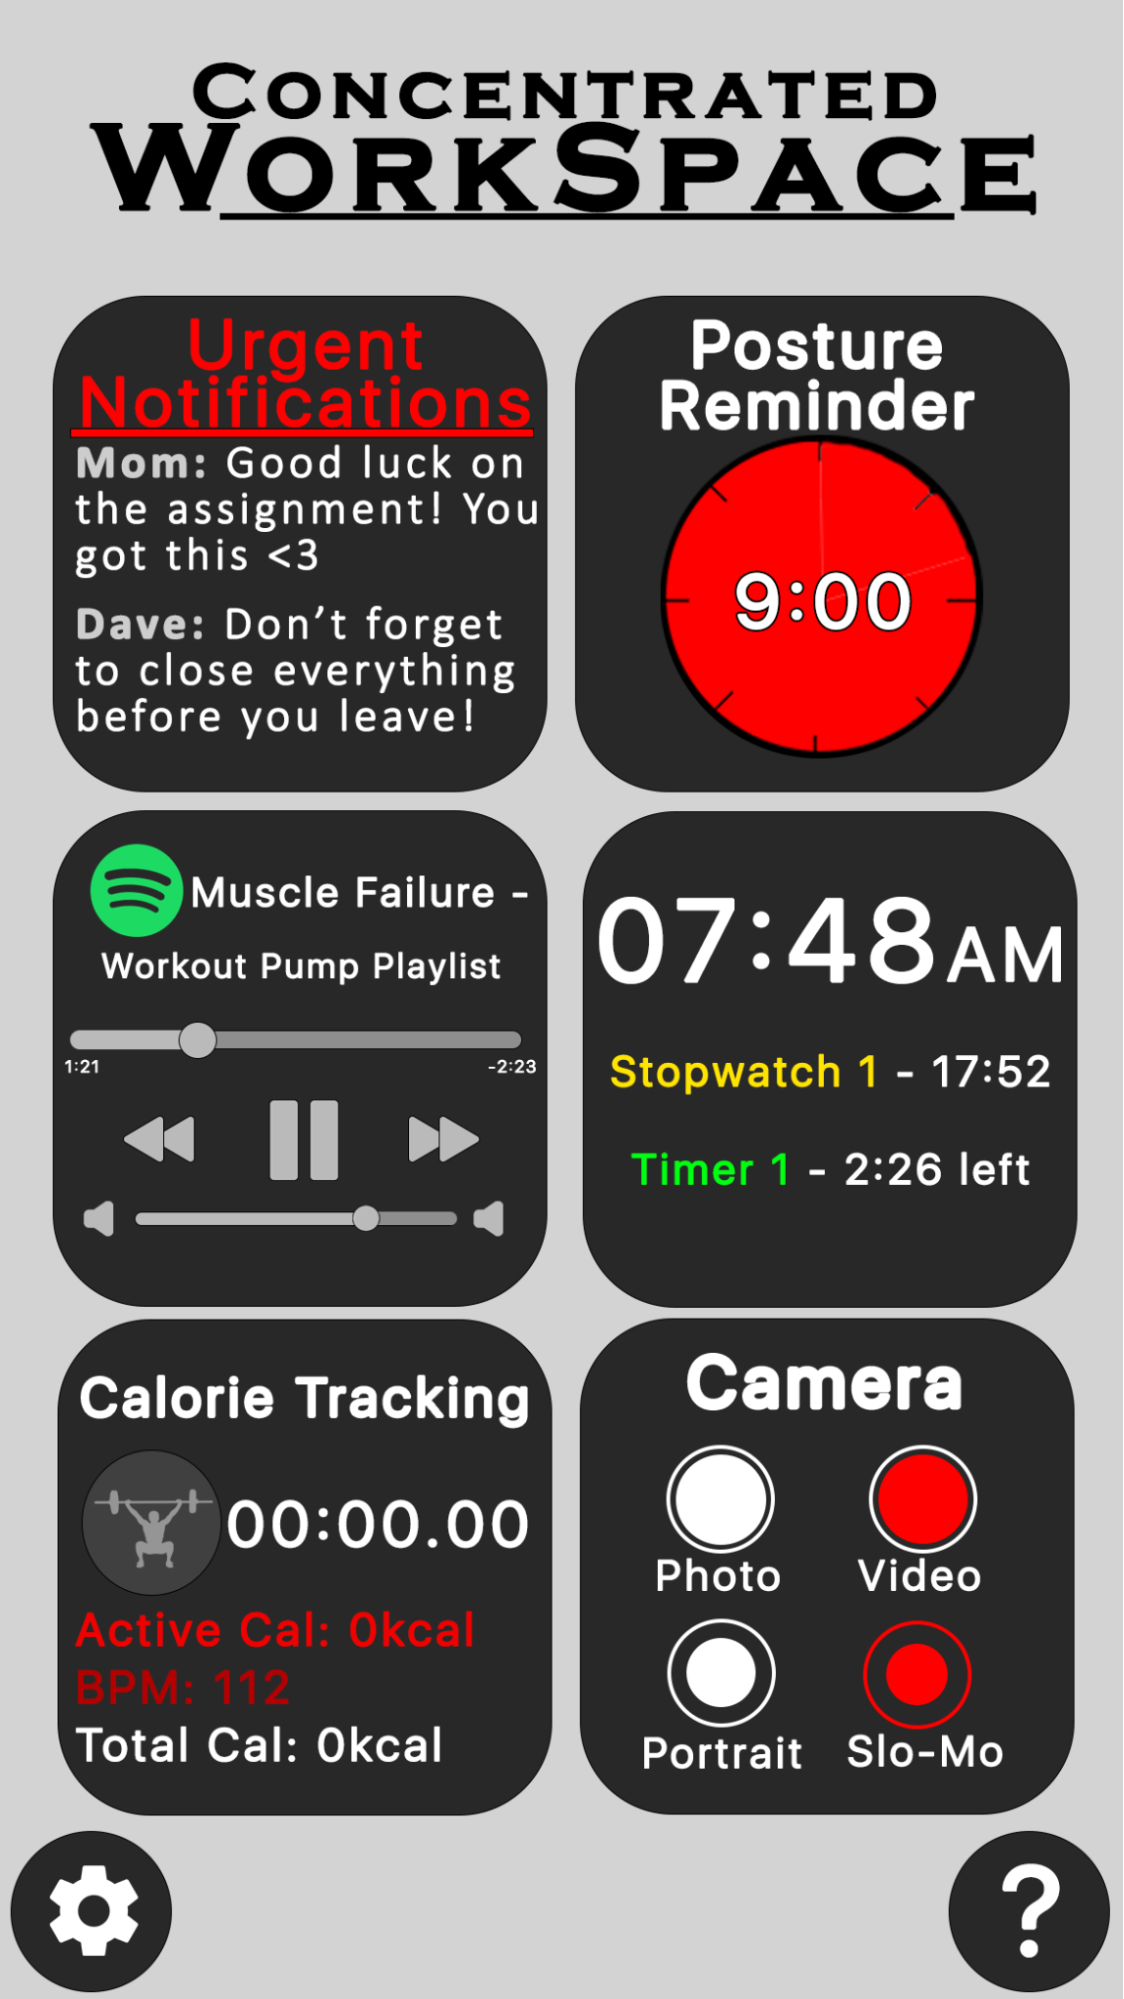 CONCENTRATED
WORKSPACE
Urgent
Notifications
Mom: Good luck on
the assignment! You
got this <3
Dave: Don’t forget
to close everything
before you leave!
Posture
Reminder
9:00
Muscle Failure -
Workout Pump Playlist
1:21
-2:23
07:48AM
Stopwatch 1 - 17:52
Timer 1 - 2:26 left
Calorie Tracking
00:00.00
Active Cal: 0kcal
BPM: 112
Total Cal: 0kcal
Camera
Photo
Video
Portrait
Slo-Mo
?